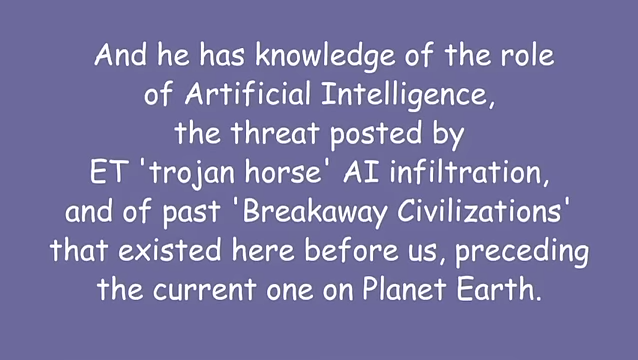 And he has knowledge of the role
of Artificial Intelligence,
the threat posted by
ET 'trojan horse' AI infiltration,
and of past 'Breakaway Civilizations'
that existed here before us, preceding
the current one on Planet Earth.